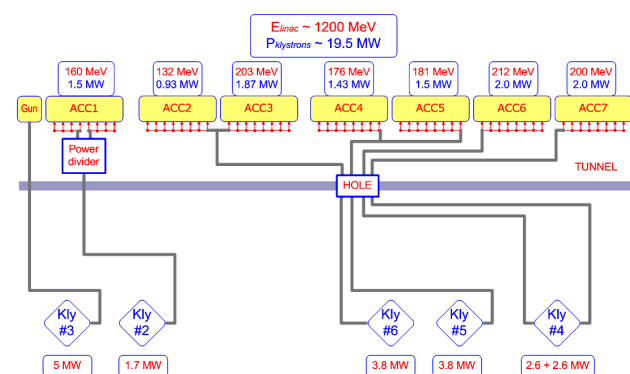 Elinac ~ 1200 MeV
Pklystrons ~ 19.5 MW
160 MeV
1.5 MW
132 MeV
0.93 MW
203 MeV
1.87 MW
176 MeV
1.43 MW
181 MeV
1.5 MW
212 MeV
2.0 MW
200 MeV
2.0 MW
Gun
ACC1
ACC2
ACC3
ACC4
ACC5
ACC6
ACC7
Power
divider
TUNNEL
HOLE
Kly
#3
Kly
#2
Kly
#6
Kly
#5
Kly
#4
5 MW
1.7 MW
3.8 MW
3.8 MW
2.6 + 2.6 MW